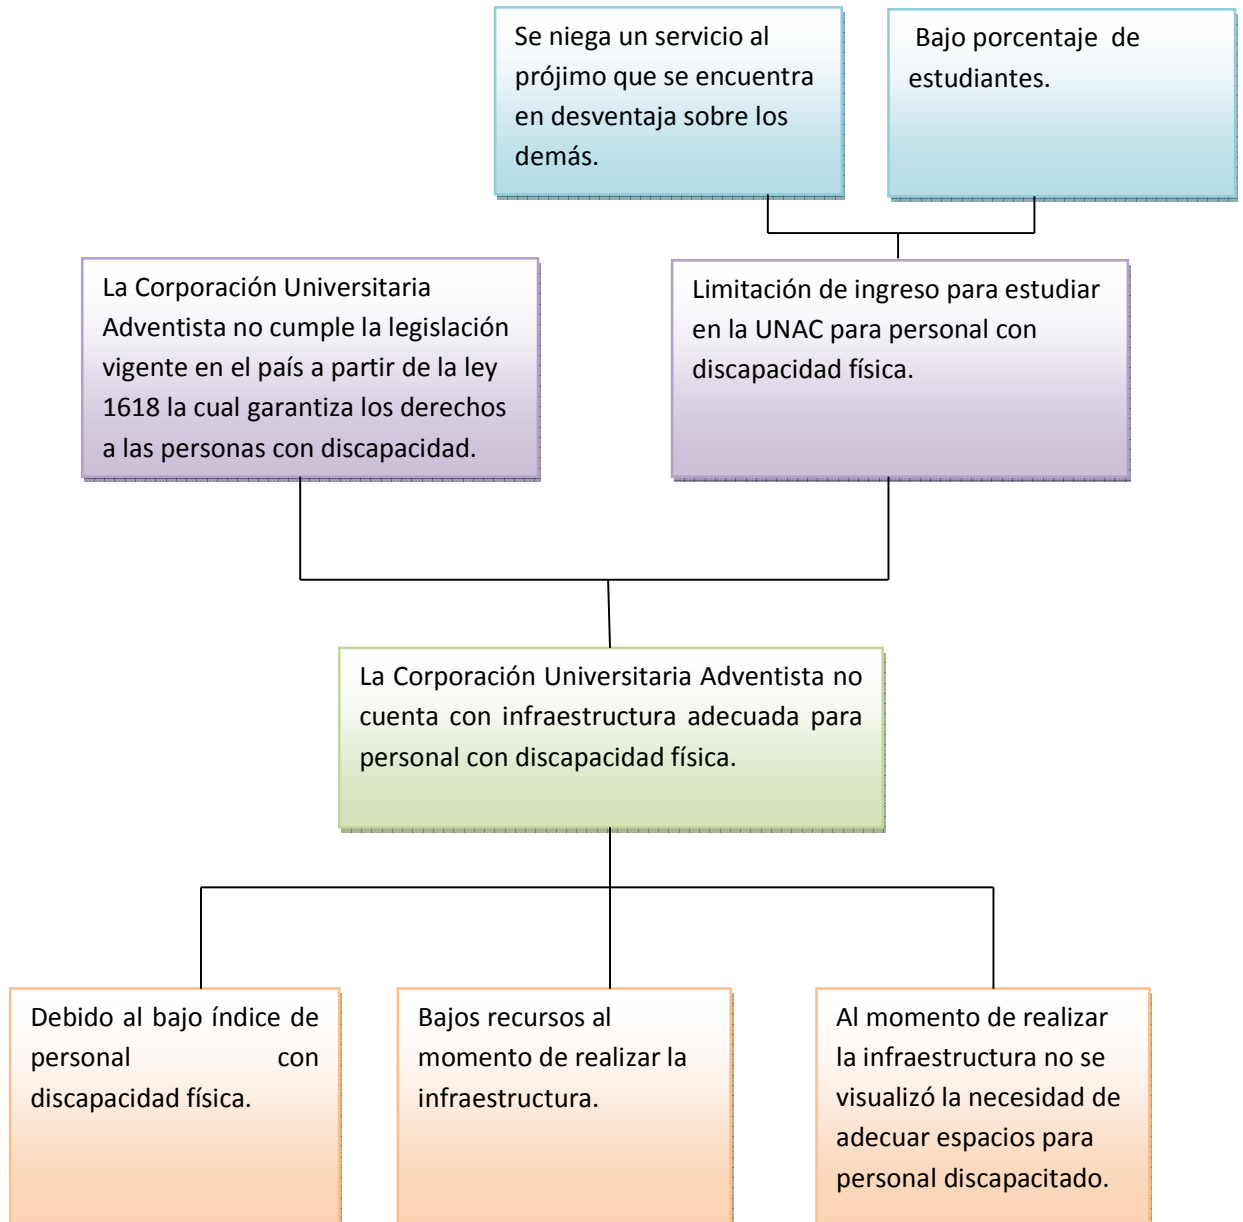 Se niega un servicio al
prójimo que se encuentra
en desventaja sobre los
demás.
Bajo porcentaje de
estudiantes.
La Corporación Universitaria
Adventista no cumple la legislación
vigente en el país a partir de la ley
1618 la cual garantiza los derechos
a las personas con discapacidad.
Limitación de ingreso para estudiar
en la UNAC para personal con
discapacidad física.
La Corporación Universitaria Adventista no
cuenta con infraestructura adecuada para
personal con discapacidad física.
Debido al bajo índice de
personal con
discapacidad física.
Bajos recursos al
momento de realizar la
infraestructura.
Al momento de realizar
la infraestructura no se
visualizó la necesidad de
adecuar espacios para
personal discapacitado.